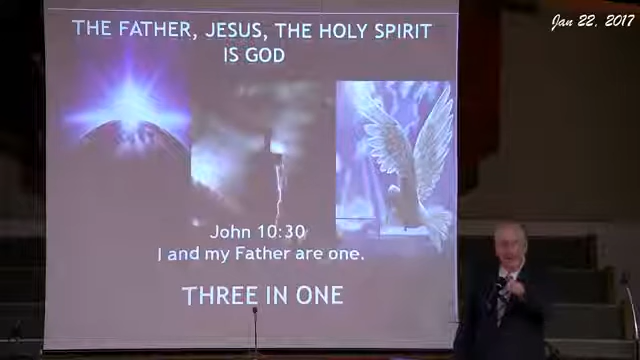 Jan 22, 2017
THE FATHER, JESUS, THE HOLY SPIRIT
IS GOD
John 10:30
I and my Father are one.
THREE IN ONE